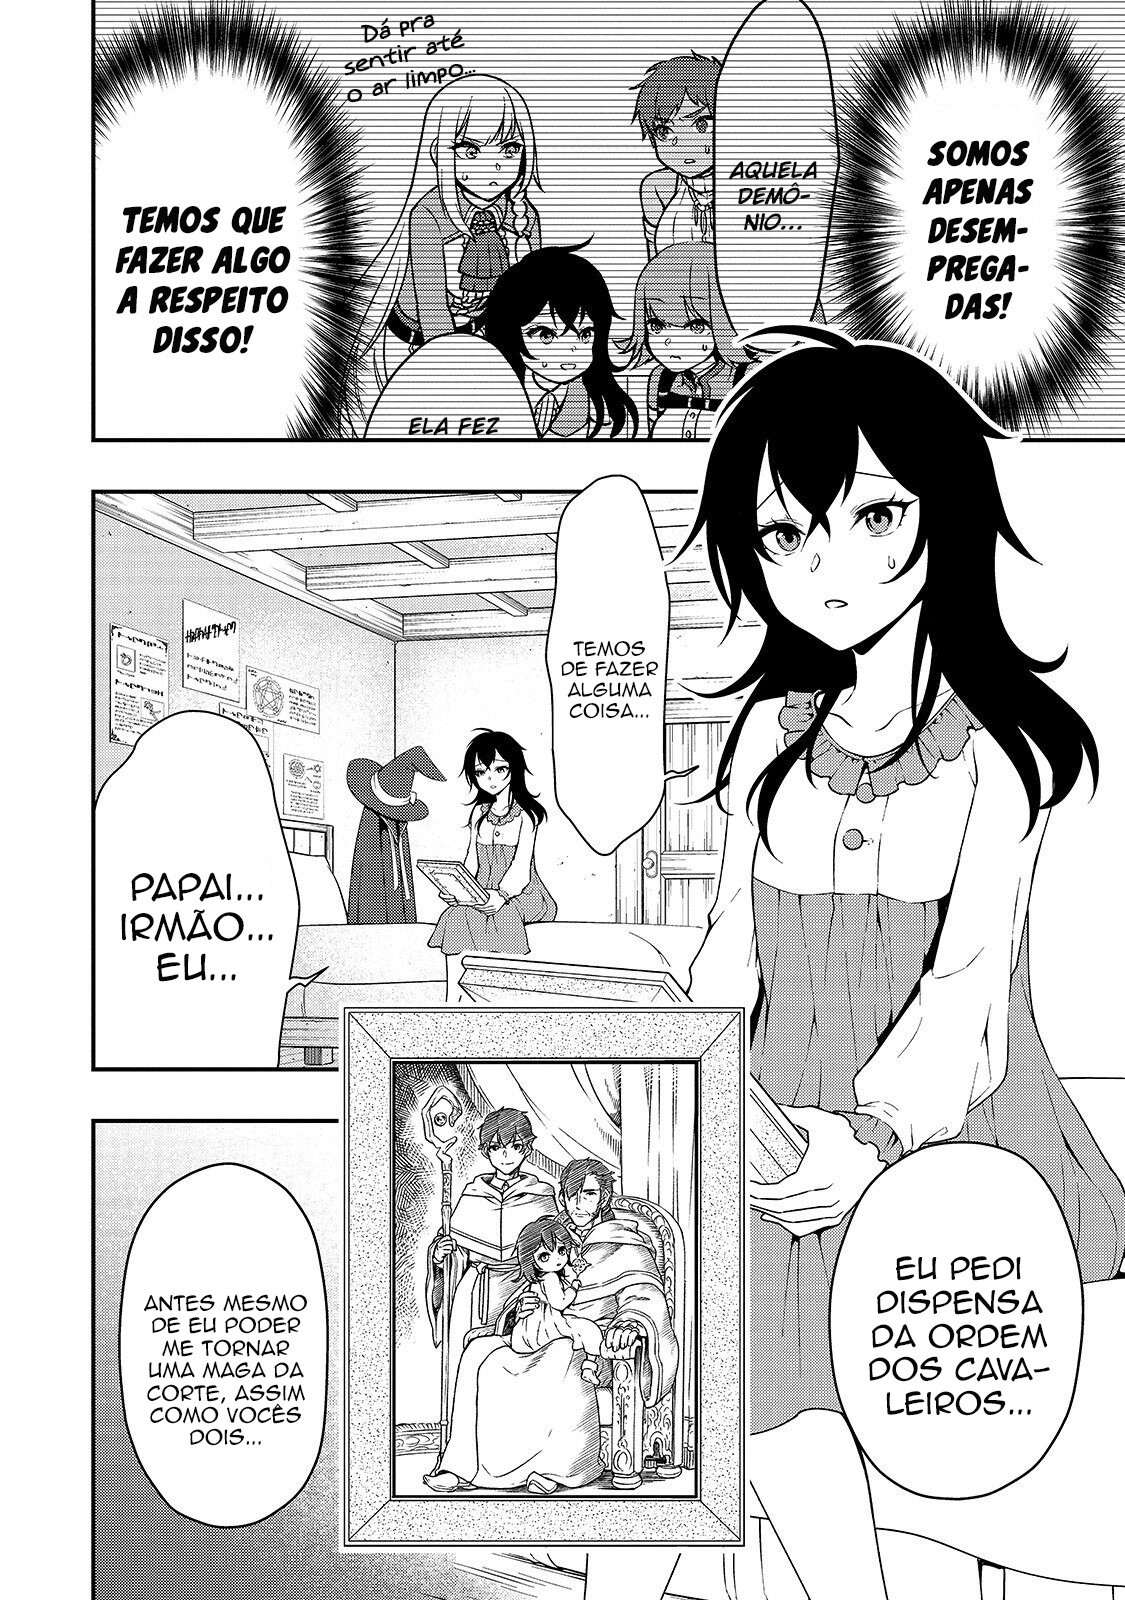 SOMOS
APENAS
DESEM-
PREGA-
DAS!
AQUELA
DEMÔ-
NIO...
Dá pra
sentir até
o ar limpo...
ELA FEZ
TEMOS QUE
FAZER ALGO
A RESPEITO
DISSO!
TEMOS
DE FAZER
ALGUMA
COISA...
PAPAI...
IRMÃO...
EU...
EU PEDI
DISPENSA
DA ORDEM
DOS CAVA-
LEIROS...
ANTES MESMO
DE EU PODER
ME TORNAR
UMA MAGA DA
CORTE, ASSIM
COMO VOCÊS
DOIS...